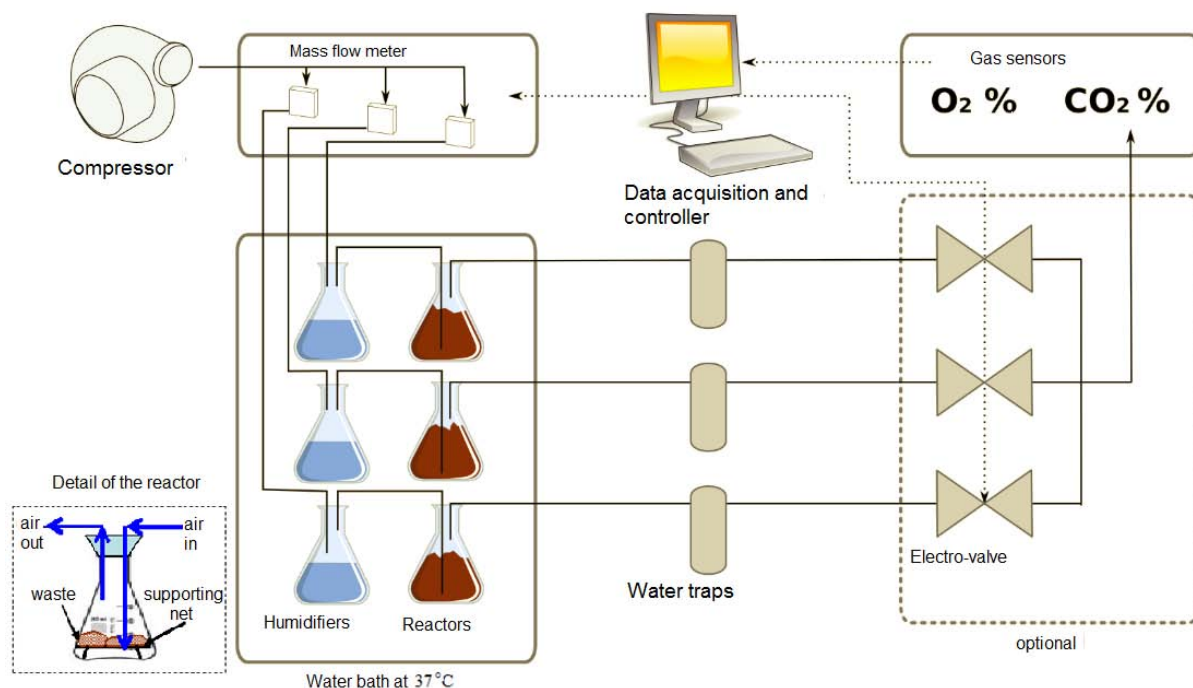 Mass flow meter
Compressor
Data acquisition and
controller
Gas sensors
O₂ % CO₂ %
Detail of the reactor
air
out
air
in
waste
supporting
net
Humidifiers
Reactors
Water bath at 37°C
Water traps
Electro-valve
optional